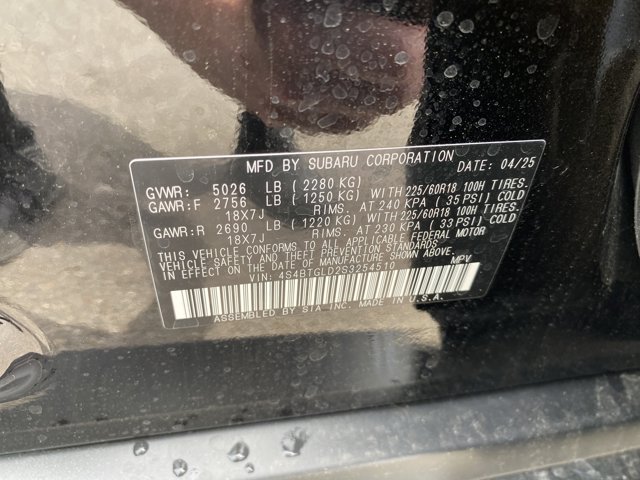 MFD BY SUBARU CORPORATION DATE: 04/25
GVWR: 5026 LB ( 2280 KG)
GAWR:F 2756 LB ( 1250 KG) WITH 225/60R18 100H TIRES.
18X7J RIMS. AT 240 KPA ( 35 PSI) COLD
GAWR:R 2690 LB ( 1220 KG) WITH 225/60R18 100H TIRES.
18X7J RIMS. AT 230 KPA ( 33 PSI) COLD
THIS VEHICLE CONFORMS TO ALL APPLICABLE FEDERAL MOTOR
VEHICLE SAFETY AND THEFT PREVENTION STANDARDS
IN EFFECT ON THE DATE OF MANUFACTURE SHOWN ABOVE.
VIN: 4S4BTGLD2S3254510 MPV
ASSEMBLED BY SIA INC. MADE IN U.S.A.